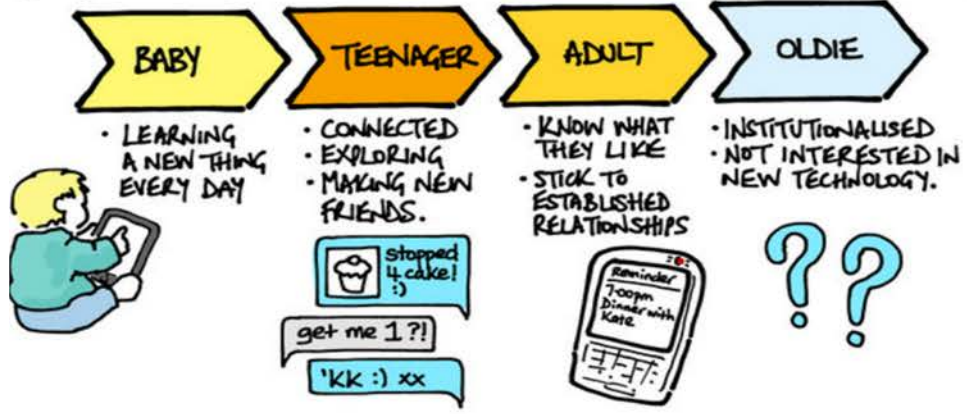 BABY
• LEARNING
A NEW THING
EVERY DAY
TEENAGER
• CONNECTED
• EXPLORING
• MAKING NEW
FRIENDS.
stopped
4 cake!
:)
get me 1?!
'KK :) xx
ADULT
• KNOW WHAT
THEY LIKE
• STICK TO
ESTABLISHED
RELATIONSHIPS
Reminder
7:00pm
Dinner with
Kate
OLDIE
• INSTITUTIONALISED
• NOT INTERESTED IN
NEW TECHNOLOGY.
??